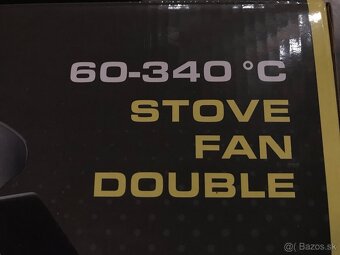 60-340 °C
STOVE
FAN
DOUBLE
Bazos.sk